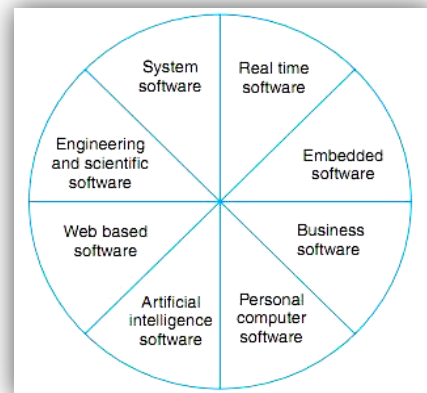 System
software
Real time
software
Embedded
software
Business
software
Personal
computer
software
Artificial
intelligence
software
Web based
software
Engineering
and scientific
software